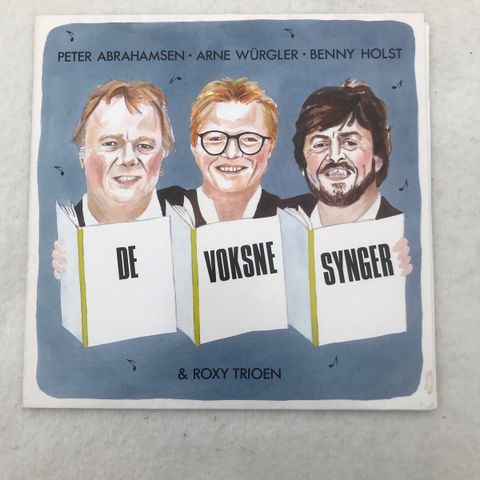 PETER ABRAHAMSEN · ARNE WÜRGLER · BENNY HOLST
DE VOKSNE SYNGER
& ROXY TRIOEN